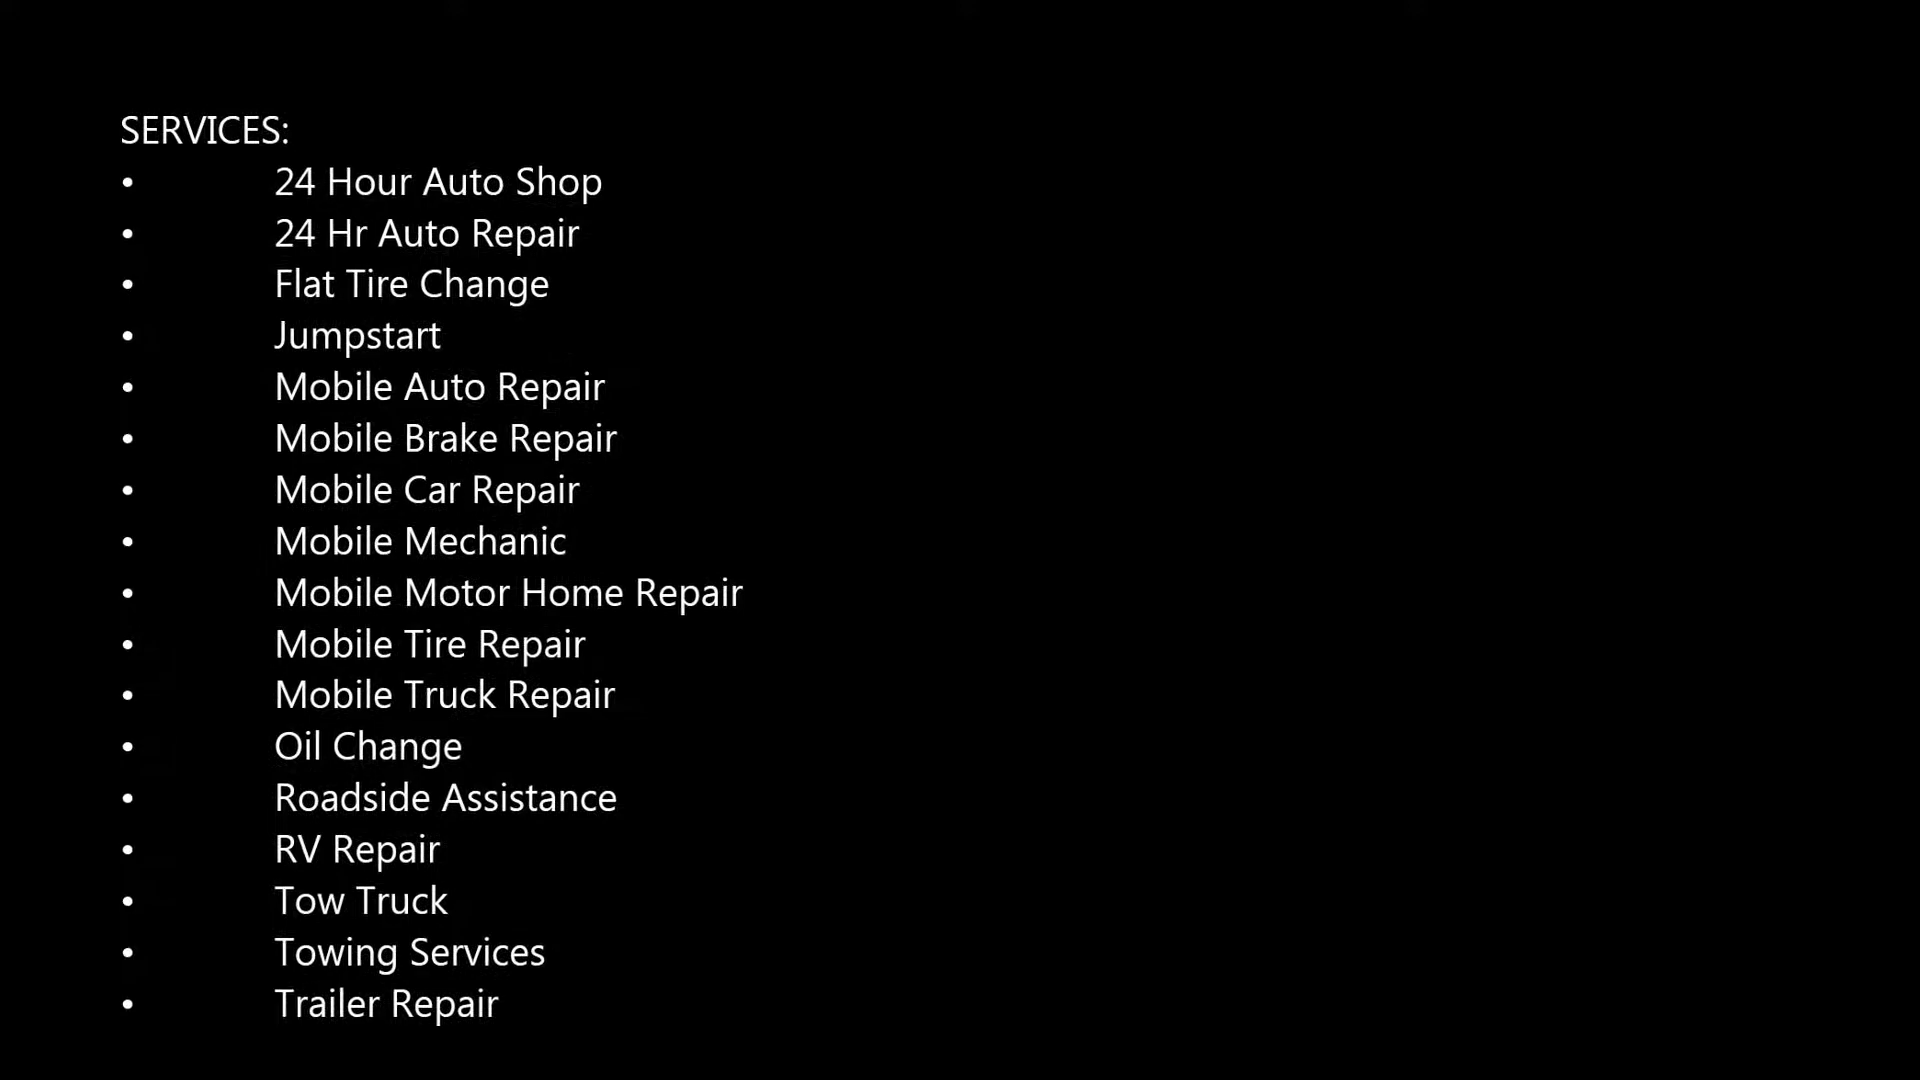 SERVICES:
• 24 Hour Auto Shop
• 24 Hr Auto Repair
• Flat Tire Change
• Jumpstart
• Mobile Auto Repair
• Mobile Brake Repair
• Mobile Car Repair
• Mobile Mechanic
• Mobile Motor Home Repair
• Mobile Tire Repair
• Mobile Truck Repair
• Oil Change
• Roadside Assistance
• RV Repair
• Tow Truck
• Towing Services
• Trailer Repair